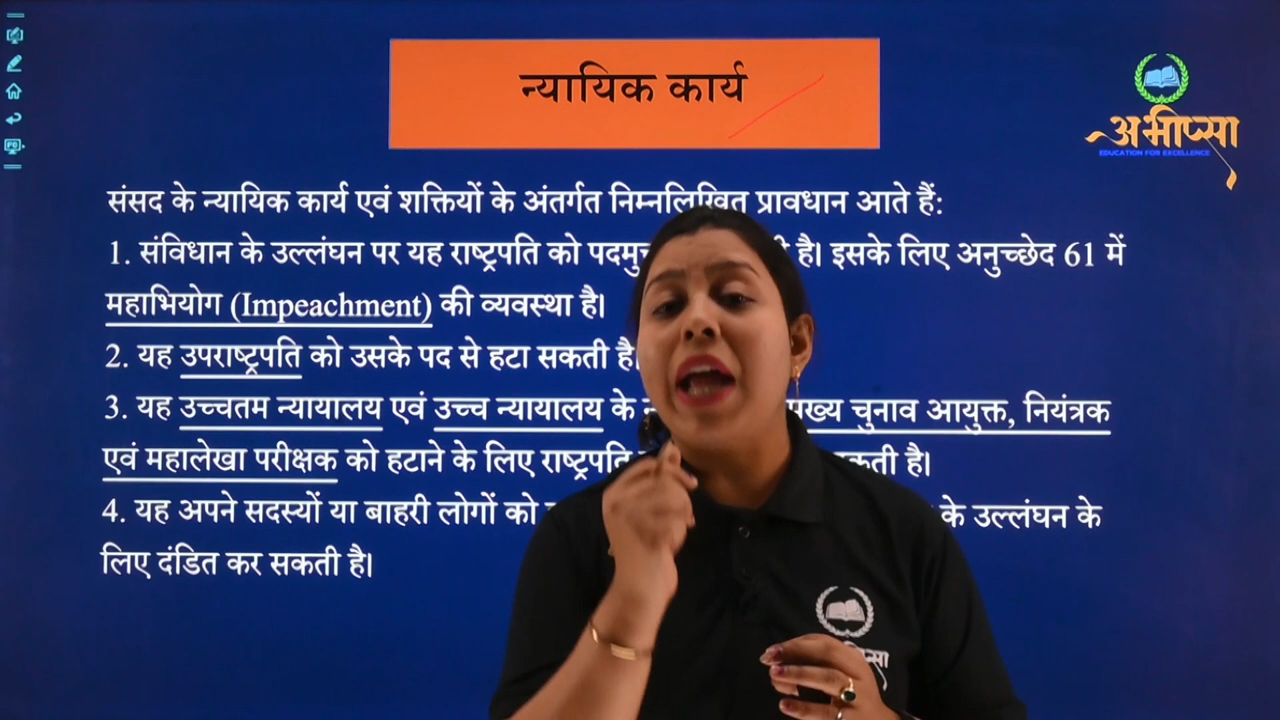 न्यायिक कार्य
अभीप्सा
EDUCATION FOR EXCELLENCE
संसद के न्यायिक कार्य एवं शक्तियों के अंतर्गत निम्नलिखित प्रावधान आते हैं:
1. संविधान के उल्लंघन पर यह राष्ट्रपति को है। इसके लिए अनुच्छेद 61 में
महाभियोग (Impeachment) की व्यवस्था है।
2. यह उपराष्ट्रपति को उसके पद से हटा सकती है।
3. यह उच्चतम न्यायालय एवं उच्च न्यायालय के चुनाव आयुक्त, नियंत्रक
एवं महालेखा परीक्षक को हटाने के लिए राष्ट्रपति है।
4. यह अपने सदस्यों या बाहरी लोगों को के उल्लंघन के
लिए दंडित कर सकती है।